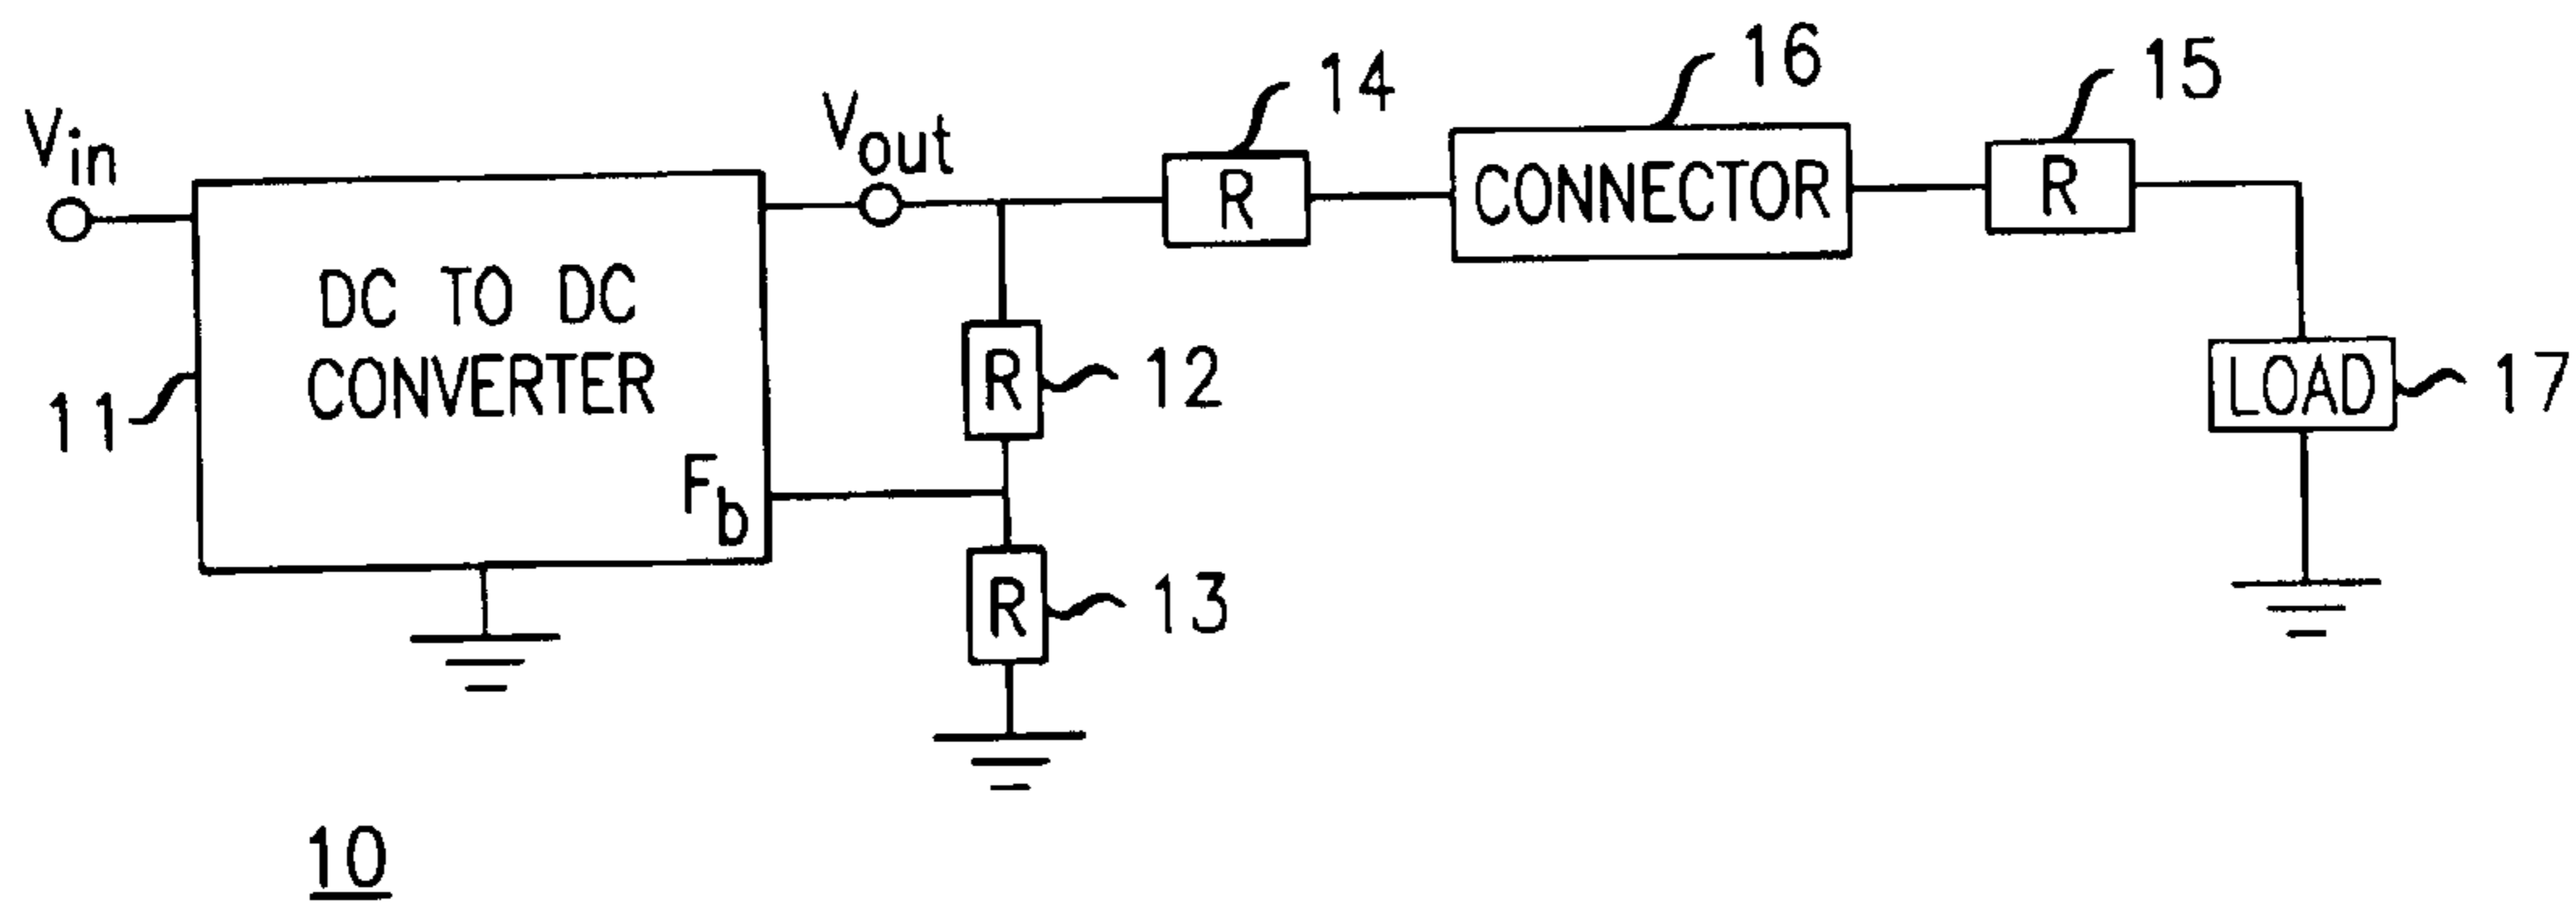 Vin
DC TO DC
CONVERTER
11
Fb
Vout
R
14
CONNECTOR
16
R
15
R
12
R
13
LOAD
17
10